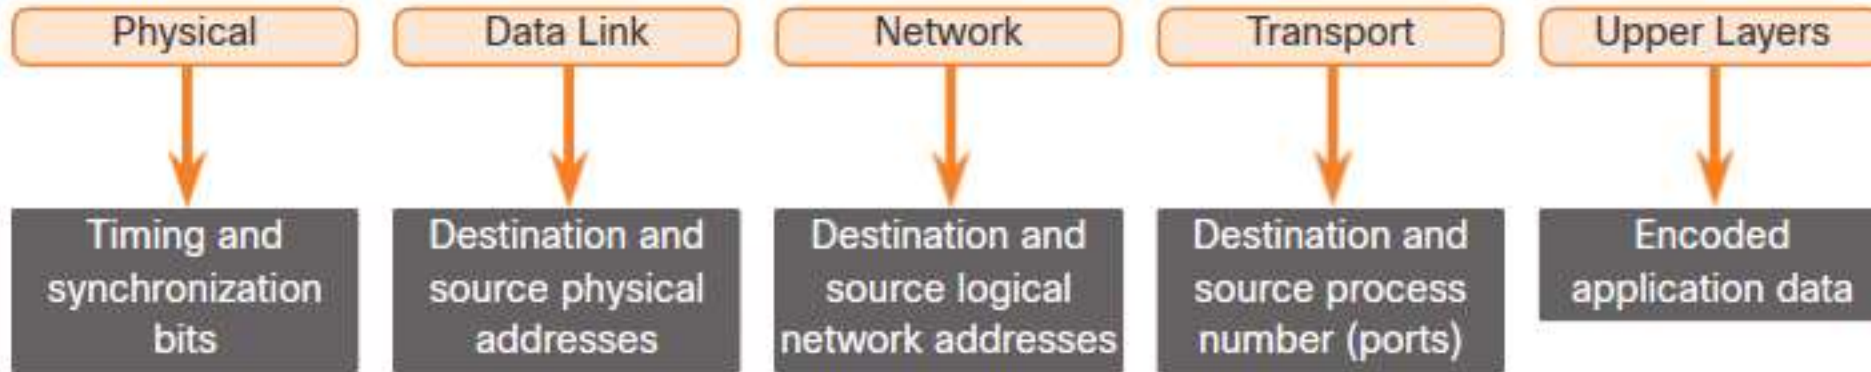 Physical
Data Link
Network
Transport
Upper Layers
Timing and
synchronization
bits
Destination and
source physical
addresses
Destination and
source logical
network addresses
Destination and
source process
number (ports)
Encoded
application data